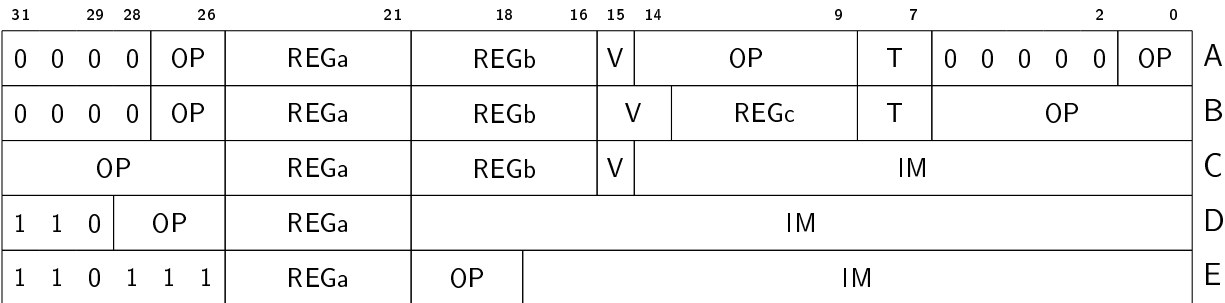 31 29 28 26 21 18 16 15 14 9 7 2 0
0 0 0 0 OP REGa REGb V OP T 0 0 0 0 0 OP A
0 0 0 0 OP REGa REGb V REGc T OP B
OP REGa REGb V IM C
1 1 0 OP REGa IM D
1 1 0 1 1 1 REGa OP IM E